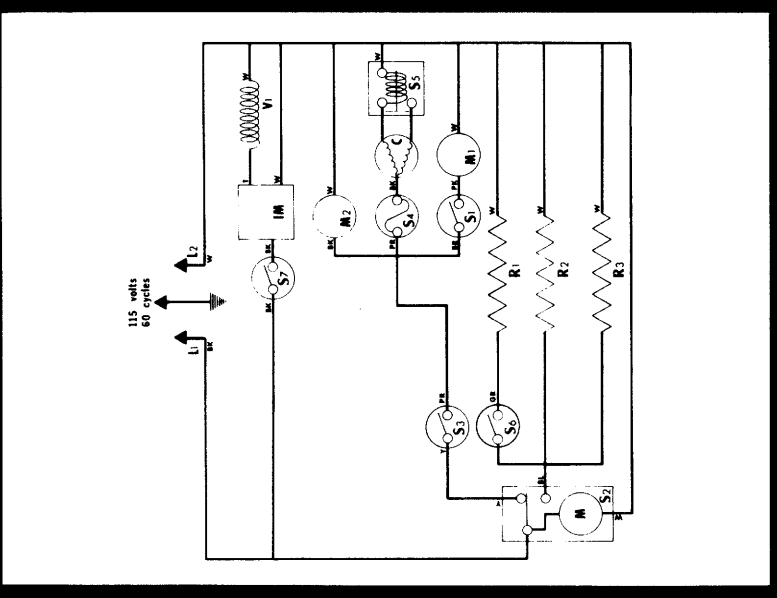 115 volts
60 cycles
L1
BK
L2
W
BK
S7
BK
IM
T
W
V1
W
BK
M2
W
PR
S4
BK
C
S5
W
BR
S1
PK
M1
W
Y
S3
PR
S6
GR
R1
W
BL
R2
W
R3
W
M
S2